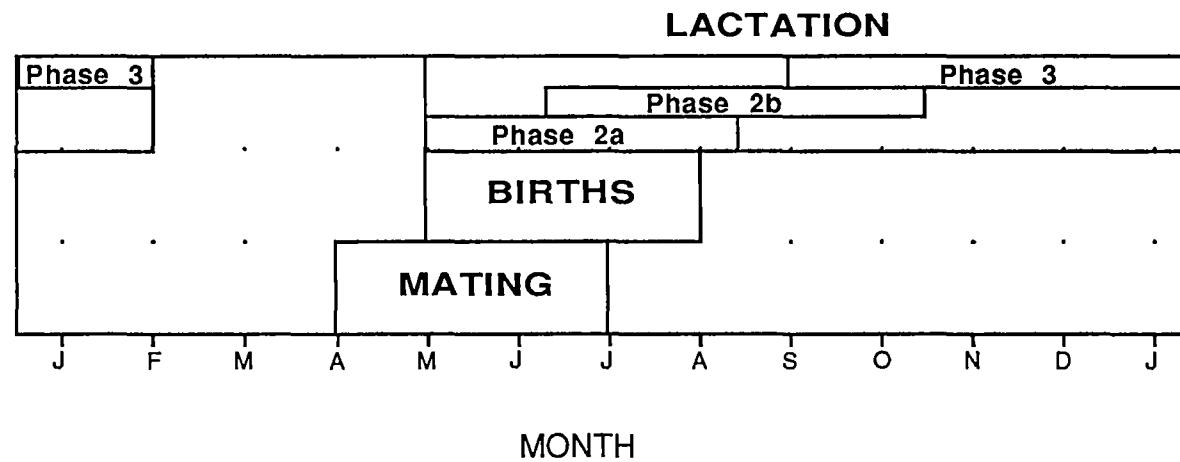 LACTATION
Phase 3 Phase 3
Phase 2b
Phase 2a
BIRTHS
MATING
J F M A M J J A S O N D J
MONTH